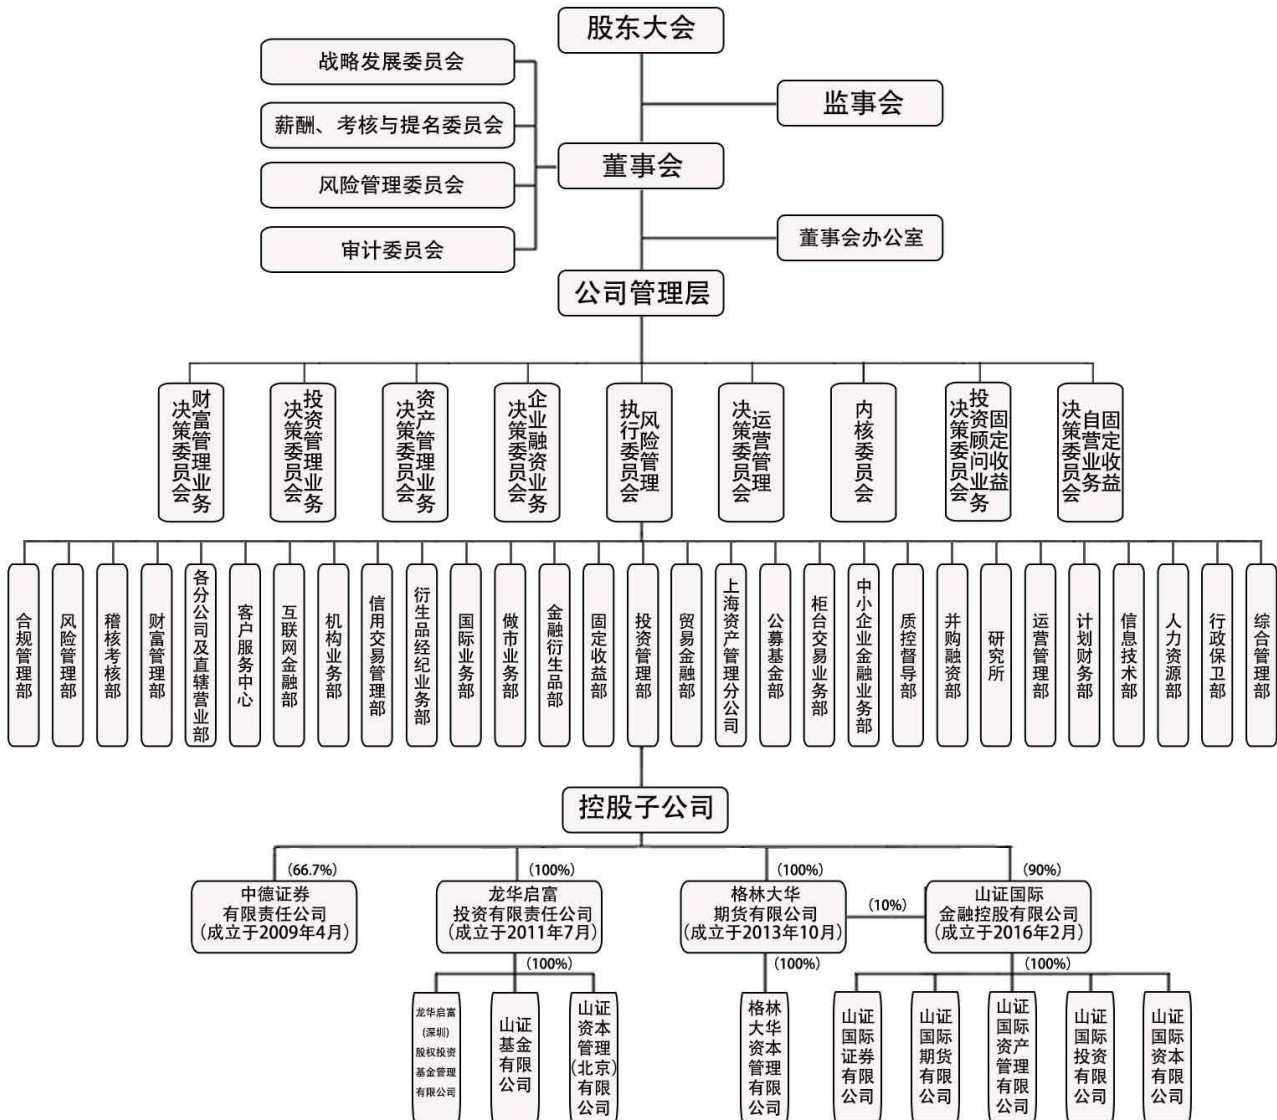 股东大会
战略发展委员会
监事会
薪酬、考核与提名委员会
董事会
风险管理委员会
董事会办公室
审计委员会
公司管理层
财富管理业务
决策委员会
投资管理业务
决策委员会
资产管理业务
决策委员会
企业融资业务
决策委员会
风险管理
执行委员会
运营管理
决策委员会
内核委员会
固定收益
投资顾问业务
决策委员会
固定收益
自营业务
决策委员会
合规管理部
风险管理部
稽核考核部
财富管理部
各分公司及直辖营业部
客户服务中心
互联网金融部
机构业务部
信用交易管理部
衍生品经纪业务部
国际业务部
做市业务部
金融衍生品部
固定收益部
投资管理部
贸易金融部
上海资产管理分公司
公募基金部
柜台交易业务部
中小企业金融业务部
质控督导部
并购融资部
研究所
运营管理部
计划财务部
信息技术部
人力资源部
行政保卫部
综合管理部
控股子公司
(66.7%)
(100%)
(100%)
(90%)
中德证券
有限责任公司
(成立于2009年4月)
龙华启富
投资有限责任公司
(成立于2011年7月)
格林大华
期货有限公司
(成立于2013年10月)
(10%)
山证国际
金融控股有限公司
(成立于2016年2月)
(100%)
(100%)
(100%)
龙华启富
(深圳)
股权投资
基金管理
有限公司
山证
基金
有限
公司
山证
资本
管理
(北京)
有限
公司
格林
大华
资本
管理
有限
公司
山证
国际
证券
有限
公司
山证
国际
期货
有限
公司
山证
国际
资产
管理
有限
公司
山证
国际
投资
有限
公司
山证
国际
资本
有限
公司